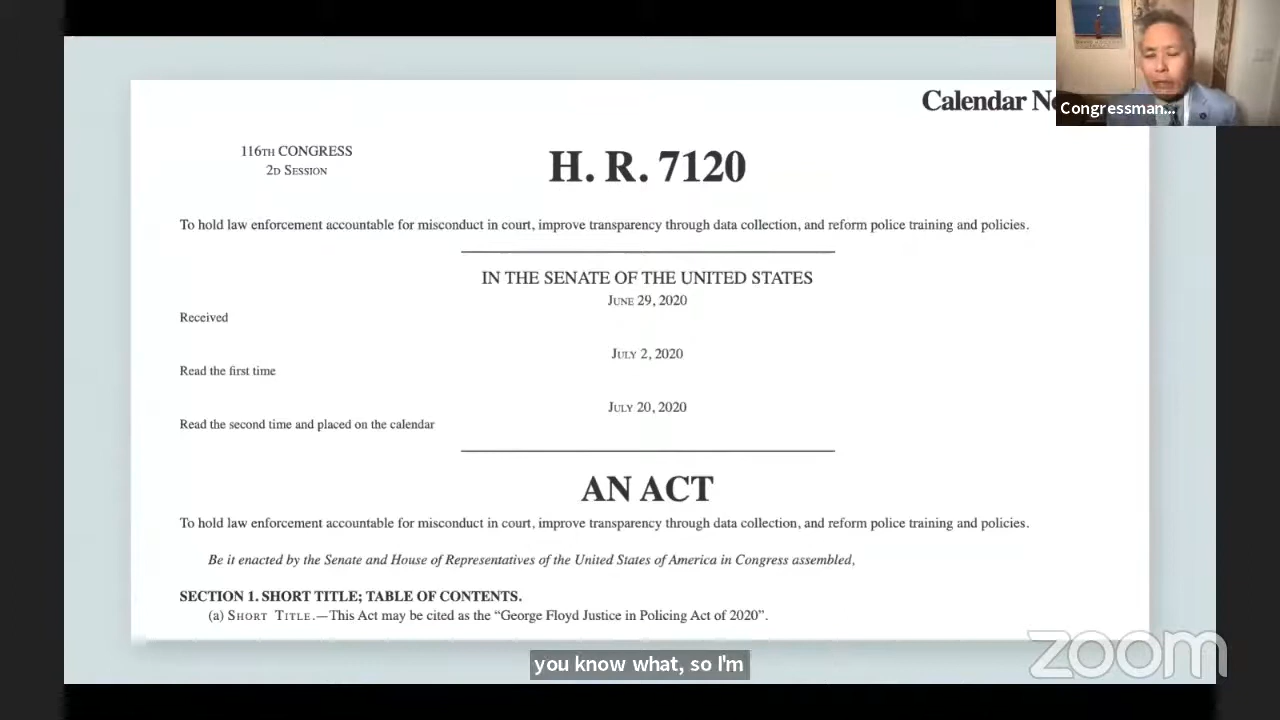 Calendar No
Congressman...
116TH CONGRESS
2D SESSION
H. R. 7120
To hold law enforcement accountable for misconduct in court, improve transparency through data collection, and reform police training and policies.
IN THE SENATE OF THE UNITED STATES
JUNE 29, 2020
Received
JULY 2, 2020
Read the first time
JULY 20, 2020
Read the second time and placed on the calendar
AN ACT
To hold law enforcement accountable for misconduct in court, improve transparency through data collection, and reform police training and policies.
Be it enacted by the Senate and House of Representatives of the United States of America in Congress assembled,
SECTION 1. SHORT TITLE; TABLE OF CONTENTS.
(a) SHORT TITLE.—This Act may be cited as the “George Floyd Justice in Policing Act of 2020”.
zoom
you know what, so I'm